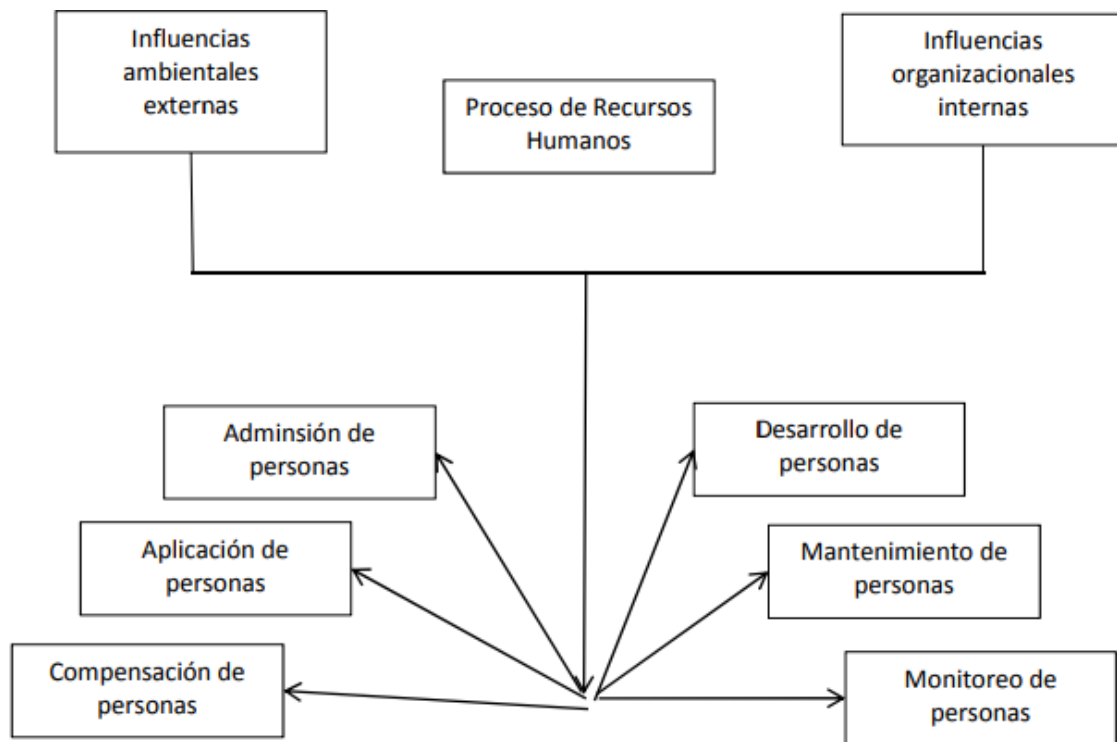 Influencias
ambientales
externas
Proceso de Recursos
Humanos
Influencias
organizacionales
internas
Adminsión de
personas
Desarrollo de
personas
Aplicación de
personas
Mantenimiento de
personas
Compensación de
personas
Monitoreo de
personas